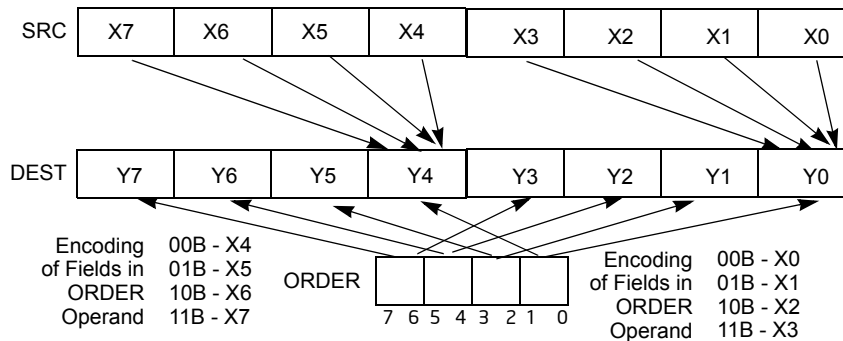 SRC X7 X6 X5 X4 X3 X2 X1 X0
DEST Y7 Y6 Y5 Y4 Y3 Y2 Y1 Y0
Encoding 00B - X4
of Fields in 01B - X5
ORDER 10B - X6
Operand 11B - X7
ORDER
7 6 5 4 3 2 1 0
Encoding 00B - X0
of Fields in 01B - X1
ORDER 10B - X2
Operand 11B - X3